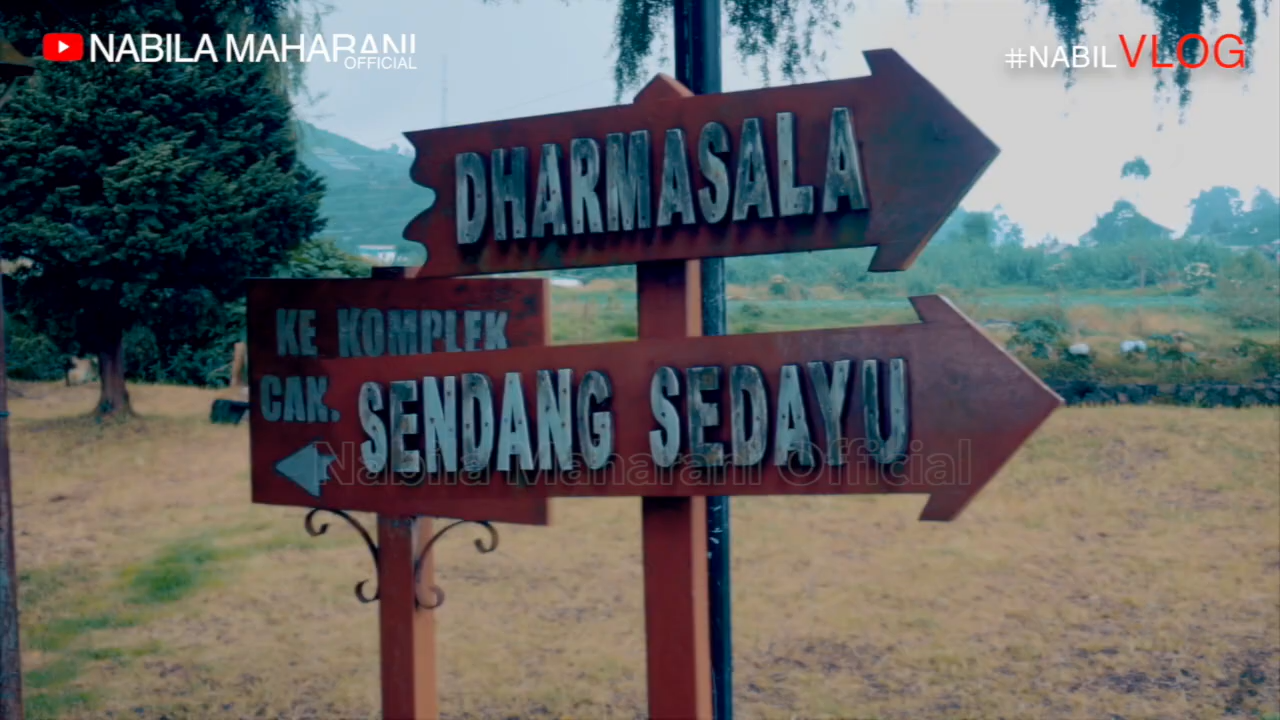 NABILA MAHARANI
OFFICIAL
#NABILVLOG
DHARMASALA
KE KOMPLEK
CAK.
SENDANG SEDAYU
Nabila Maharani Official